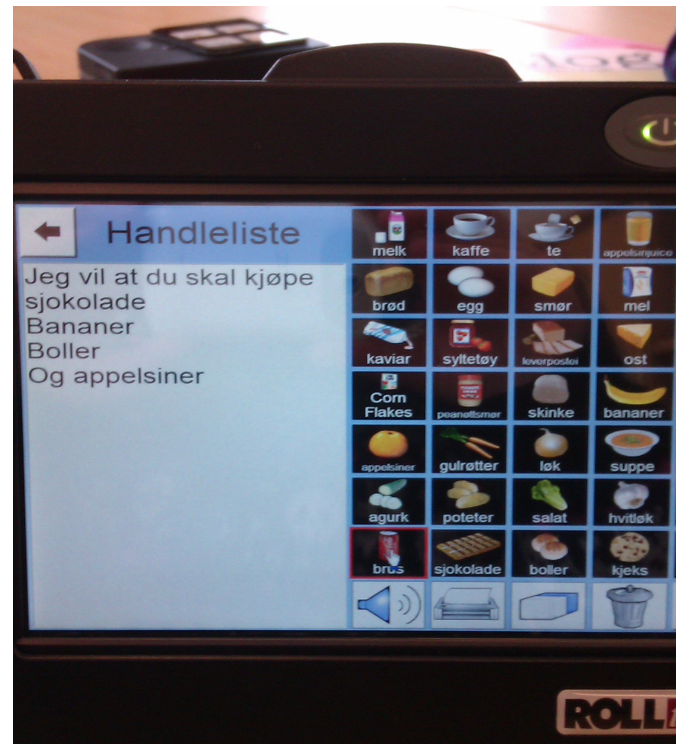 Handleliste
Jeg vil at du skal kjøpe
sjokolade
Bananer
Boller
Og appelsiner
melk kaffe te appelsinjuice
brød egg smør mel
kaviar syltetøy leverpostei ost
Corn
Flakes peanøttsmør skinke bananer
appelsiner gulrøtter løk suppe
agurk poteter salat hvitløk
brus sjokolade boller kjeks
ROLL